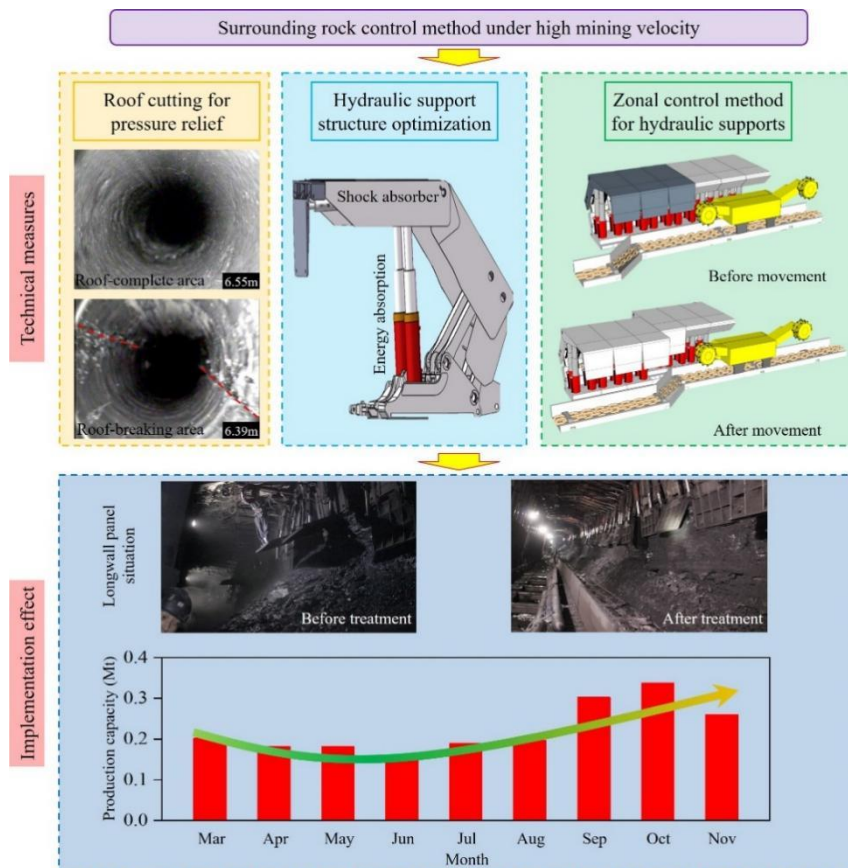 Surrounding rock control method under high mining velocity
Technical measures
Roof cutting for
pressure relief
Roof-complete area
6.55m
Roof-breaking area
6.39m
Hydraulic support
structure optimization
Shock absorber
Energy absorption
Zonal control method
for hydraulic supports
Before movement
After movement
Implementation effect
Longwall panel
situation
Before treatment
After treatment
Production capacity (Mt)
0.4
0.3
0.2
0.1
0.0
Mar Apr May Jun Jul Aug Sep Oct Nov
Month